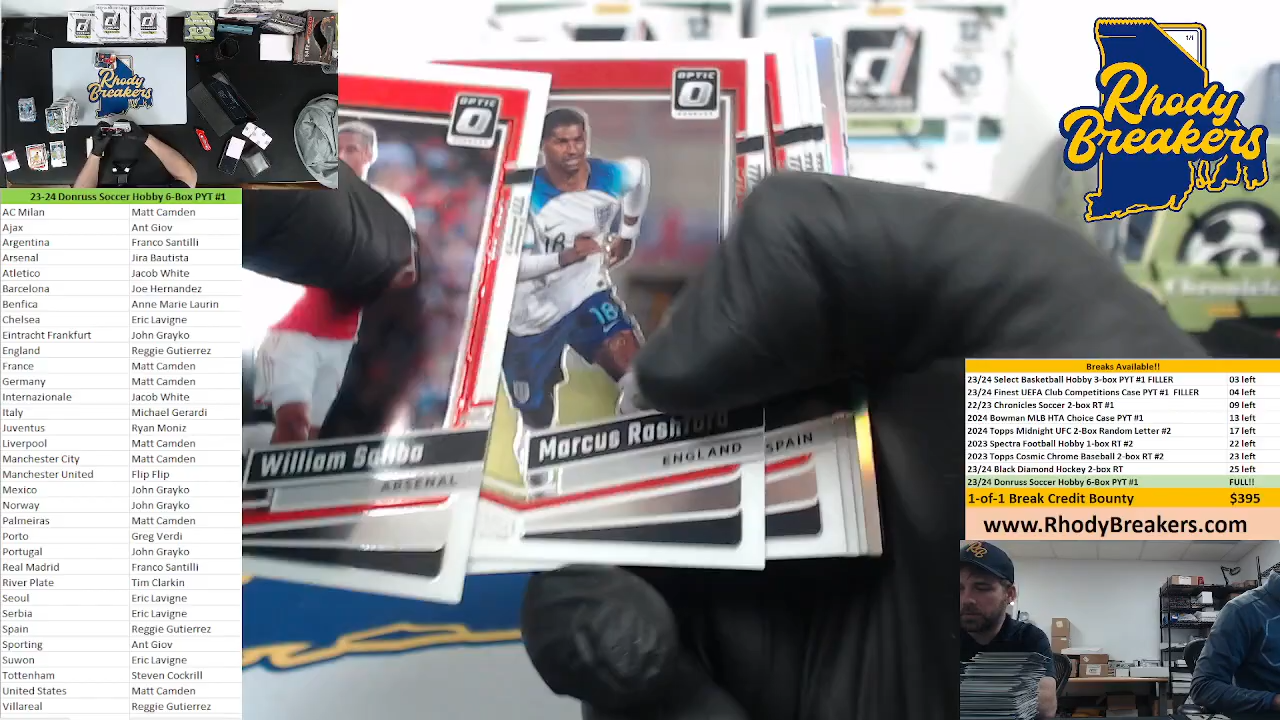 Rhody
Breakers
23-24 Donruss Soccer Hobby 6-Box PYT #1
AC Milan Matt Camden
Ajax Ant Giov
Argentina Franco Santilli
Arsenal Jira Bautista
Atletico Jacob White
Barcelona Joe Hernandez
Benfica Anne Marie Laurin
Chelsea Eric Lavigne
Eintracht Frankfurt John Grayko
England Reggie Gutierrez
France Matt Camden
Germany Matt Camden
Internazionale Jacob White
Italy Michael Gerardi
Juventus Ryan Moniz
Liverpool Matt Camden
Manchester City Matt Camden
Manchester United Flip Flip
Mexico John Grayko
Norway John Grayko
Palmeiras Matt Camden
Porto Greg Verdi
Portugal John Grayko
Real Madrid Franco Santilli
River Plate Tim Clarkin
Seoul Eric Lavigne
Serbia Eric Lavigne
Spain Reggie Gutierrez
Sporting Ant Giov
Suwon Eric Lavigne
Tottenham Steven Cockrill
United States Matt Camden
Villareal Reggie Gutierrez
OPTIC
OPTIC
18
18
William Saliba
ARSENAL
Marcus Rashford
ENGLAND
SPAIN
Chronicles
1/1
Rhody
Breakers
Breaks Available!!
23/24 Select Basketball Hobby 3-box PYT #1 FILLER 03 left
23/24 Finest UEFA Club Competitions Case PYT #1 FILLER 04 left
22/23 Chronicles Soccer 2-box RT #1 09 left
2024 Bowman MLB HTA Choice Case PYT #1 13 left
2024 Topps Midnight UFC 2-Box Random Letter #2 17 left
2023 Spectra Football Hobby 1-box RT #2 22 left
2023 Topps Cosmic Chrome Baseball 2-box RT #2 23 left
23/24 Black Diamond Hockey 2-box RT 25 left
23/24 Donruss Soccer Hobby 6-Box PYT #1 FULL!!
1-of-1 Break Credit Bounty $395
www.RhodyBreakers.com
RB